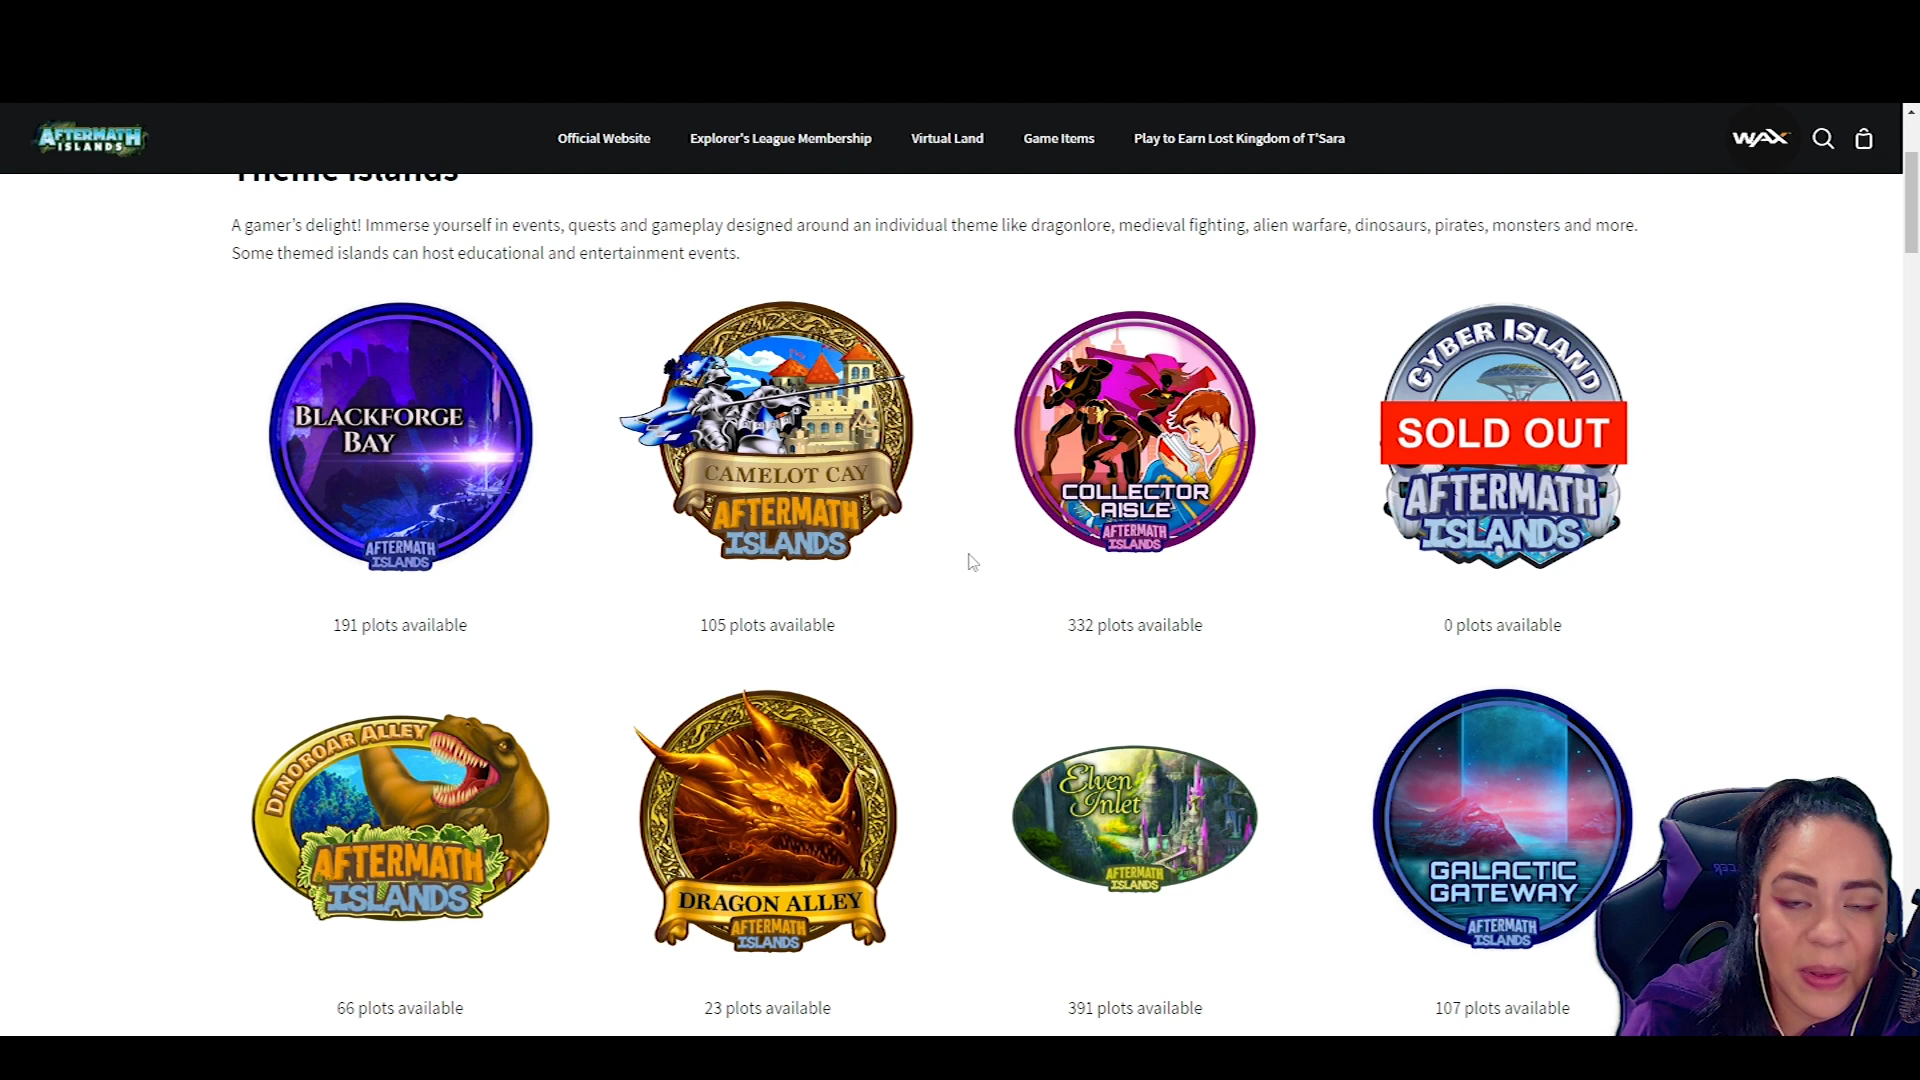 AFTERMATH
ISLANDS
Official Website
Explorer's League Membership
Virtual Land
Game Items
Play to Earn Lost Kingdom of T'Sara
WAX
Theme Islands
A gamer's delight! Immerse yourself in events, quests and gameplay designed around an individual theme like dragonlore, medieval fighting, alien warfare, dinosaurs, pirates, monsters and more.
Some themed islands can host educational and entertainment events.
BLACKFORGE
BAY
AFTERMATH
ISLANDS
CAMELOT CAY
AFTERMATH
ISLANDS
COLLECTOR
AISLE
AFTERMATH
ISLANDS
CYBER ISLAND
SOLD OUT
AFTERMATH
ISLANDS
191 plots available
105 plots available
332 plots available
0 plots available
DINOROAR ALLEY
AFTERMATH
ISLANDS
DRAGON ALLEY
AFTERMATH
ISLANDS
Elven
Inlet
AFTERMATH
ISLANDS
GALACTIC
GATEWAY
AFTERMATH
ISLANDS
66 plots available
23 plots available
391 plots available
107 plots available